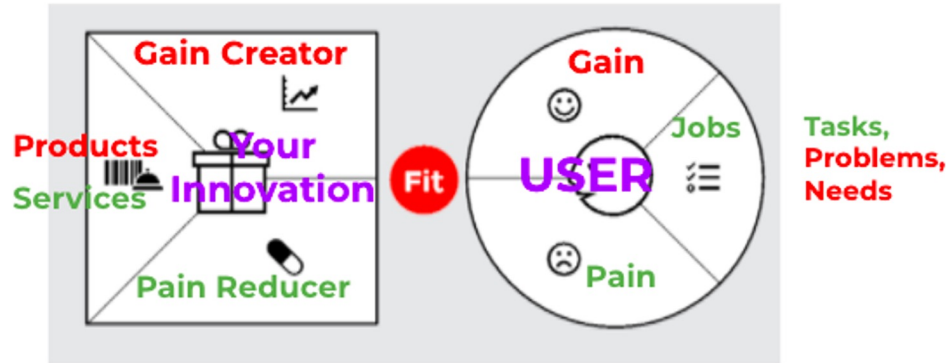 Gain Creator
Products
Services
Your
Innovation
Pain Reducer
Fit
Gain
Jobs
USER
Pain
Tasks,
Problems,
Needs